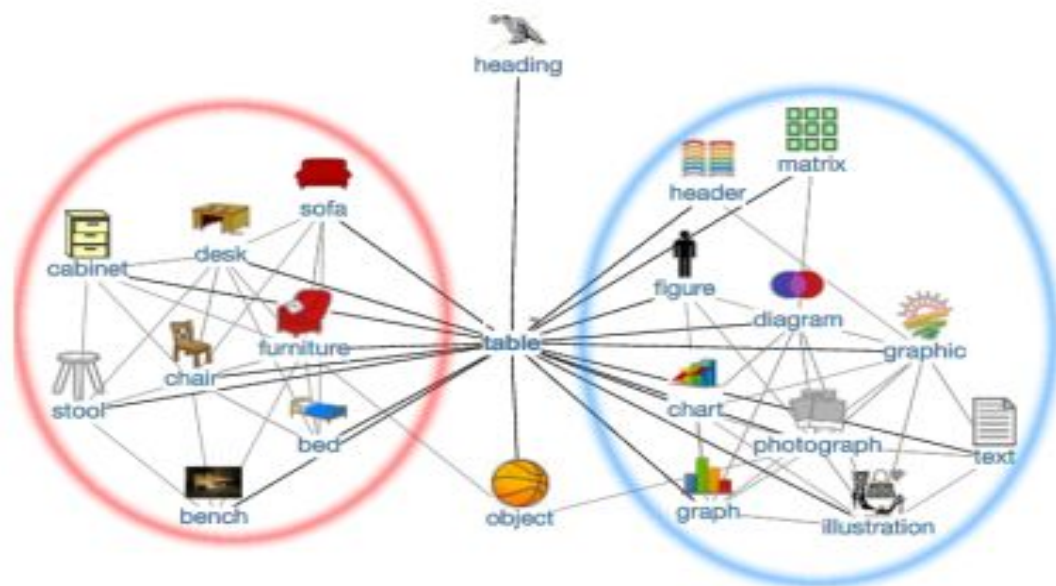 heading
matrix
header
sofa
desk
cabinet
figure
diagram
furniture
table
graphic
chair
stool
chart
bed
photograph
text
bench
object
graph
illustration